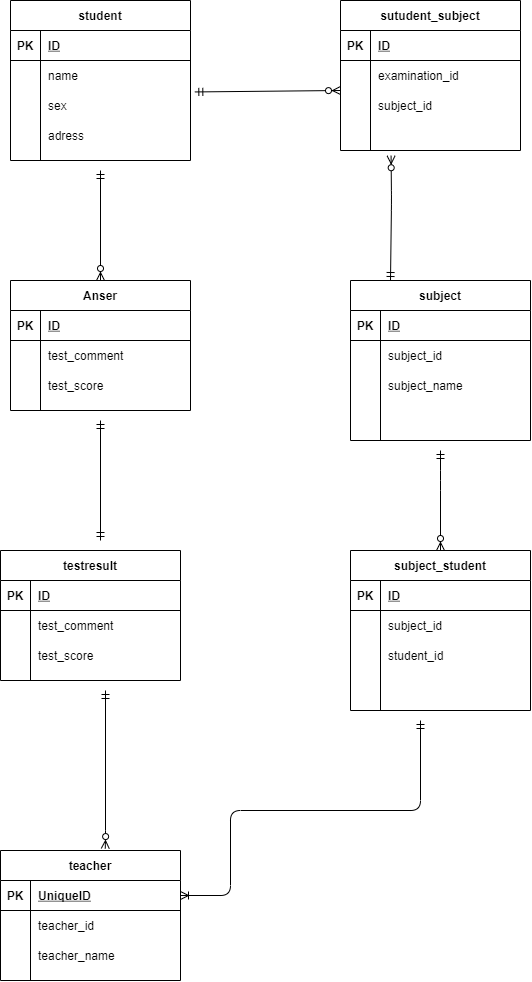 student
PK ID
name
sex
adress
sutudent_subject
PK ID
examination_id
subject_id
Anser
PK ID
test_comment
test_score
subject
PK ID
subject_id
subject_name
testresult
PK ID
test_comment
test_score
subject_student
PK ID
subject_id
student_id
teacher
PK UniqueID
teacher_id
teacher_name